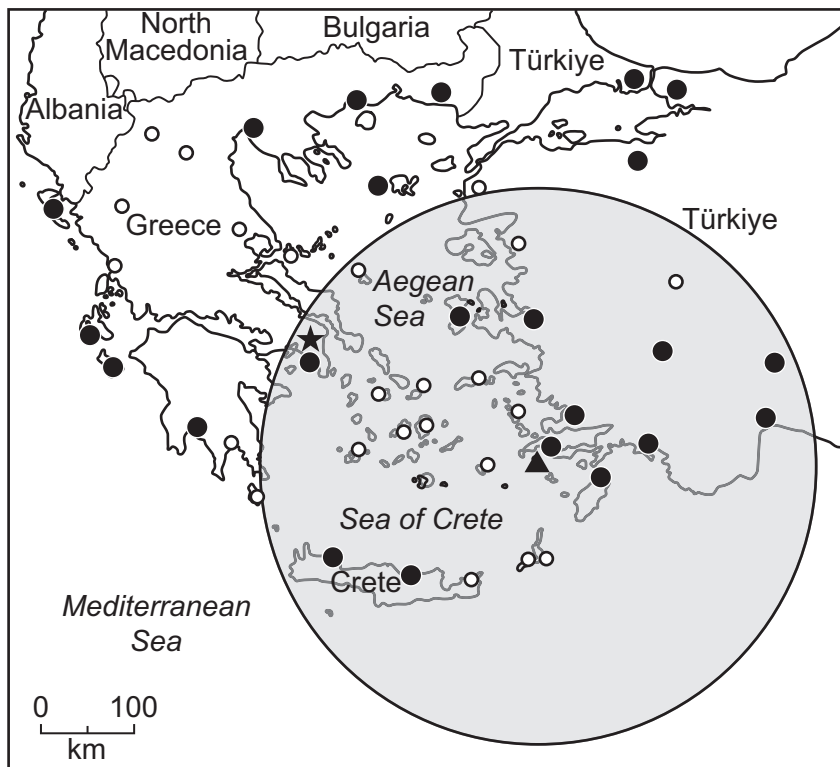 North
Macedonia
Bulgaria
Türkiye
Albania
Greece
Türkiye
Aegean
Sea
Sea of Crete
Crete
Mediterranean
Sea
0 100
km